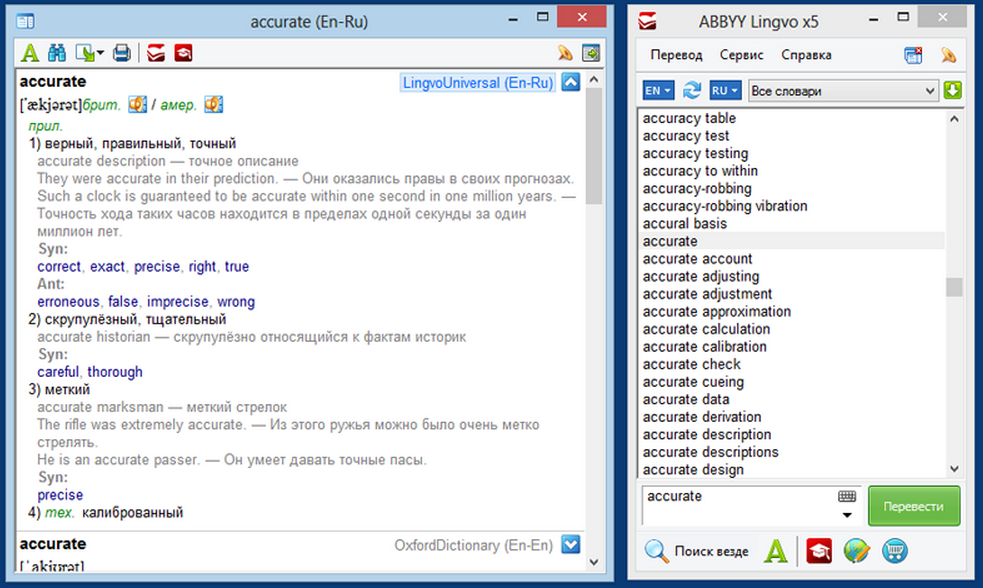 accurate (En-Ru)
accurate
LingvoUniversal (En-Ru)
['ækjərət]брит. / амер.
прил.
1) верный, правильный, точный
accurate description — точное описание
They were accurate in their prediction. — Они оказались правы в своих прогнозах.
Such a clock is guaranteed to be accurate within one second in one million years. —
Точность хода таких часов находится в пределах одной секунды за один
миллион лет.
Syn:
correct, exact, precise, right, true
Ant:
erroneous, false, imprecise, wrong
2) скрупулёзный, тщательный
accurate historian — скрупулёзно относящийся к фактам историк
Syn:
careful, thorough
3) меткий
accurate marksman — меткий стрелок
The rifle was extremely accurate. — Из этого ружья можно было очень метко
стрелять.
He is an accurate passer. — Он умеет давать точные пасы.
Syn:
precise
4) тех. калиброванный
accurate
OxfordDictionary (En-En)
ABBYY Lingvo x5
Перевод Сервис Справка
EN RU Все словари
accuracy table
accuracy test
accuracy testing
accuracy to within
accuracy-robbing
accuracy-robbing vibration
accural basis
accurate
accurate account
accurate adjusting
accurate adjustment
accurate approximation
accurate calculation
accurate calibration
accurate check
accurate cueing
accurate data
accurate derivation
accurate description
accurate descriptions
accurate design
accurate
Перевести
Поиск везде